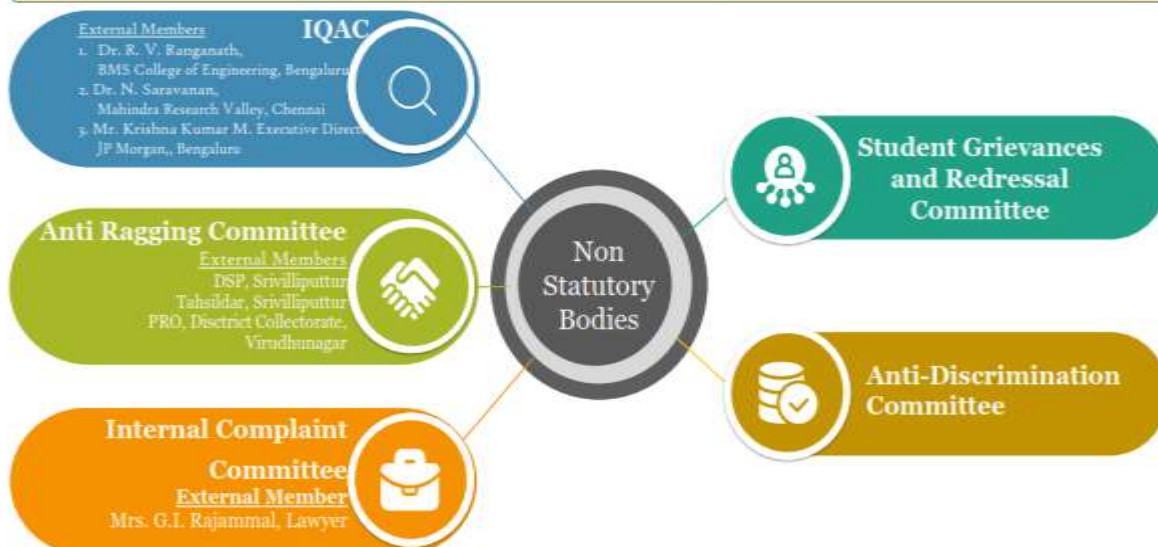 IQAC
External Members
1. Dr. R. V. Ranganath,
BMS College of Engineering, Bengaluru
2. Dr. N. Saravanan,
Mahindra Research Valley, Chennai
3. Mr. Krishna Kumar M. Executive Directo
JP Morgan,, Bengaluru
Anti Ragging Committee
External Members
DSP, Srivilliputtur
Tahsildar, Srivilliputtur
PRO, Disctrict Collectorate,
Virudhunagar
Internal Complaint
Committee
External Member
Mrs. G.I. Rajammal, Lawyer
Non
Statutory
Bodies
Student Grievances
and Redressal
Committee
Anti-Discrimination
Committee